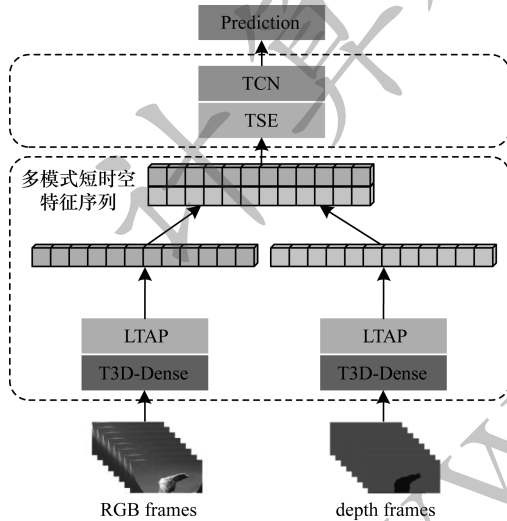 Prediction
TCN
TSE
多模式短时空
特征序列
LTAP
LTAP
T3D-Dense
T3D-Dense
RGB frames
depth frames